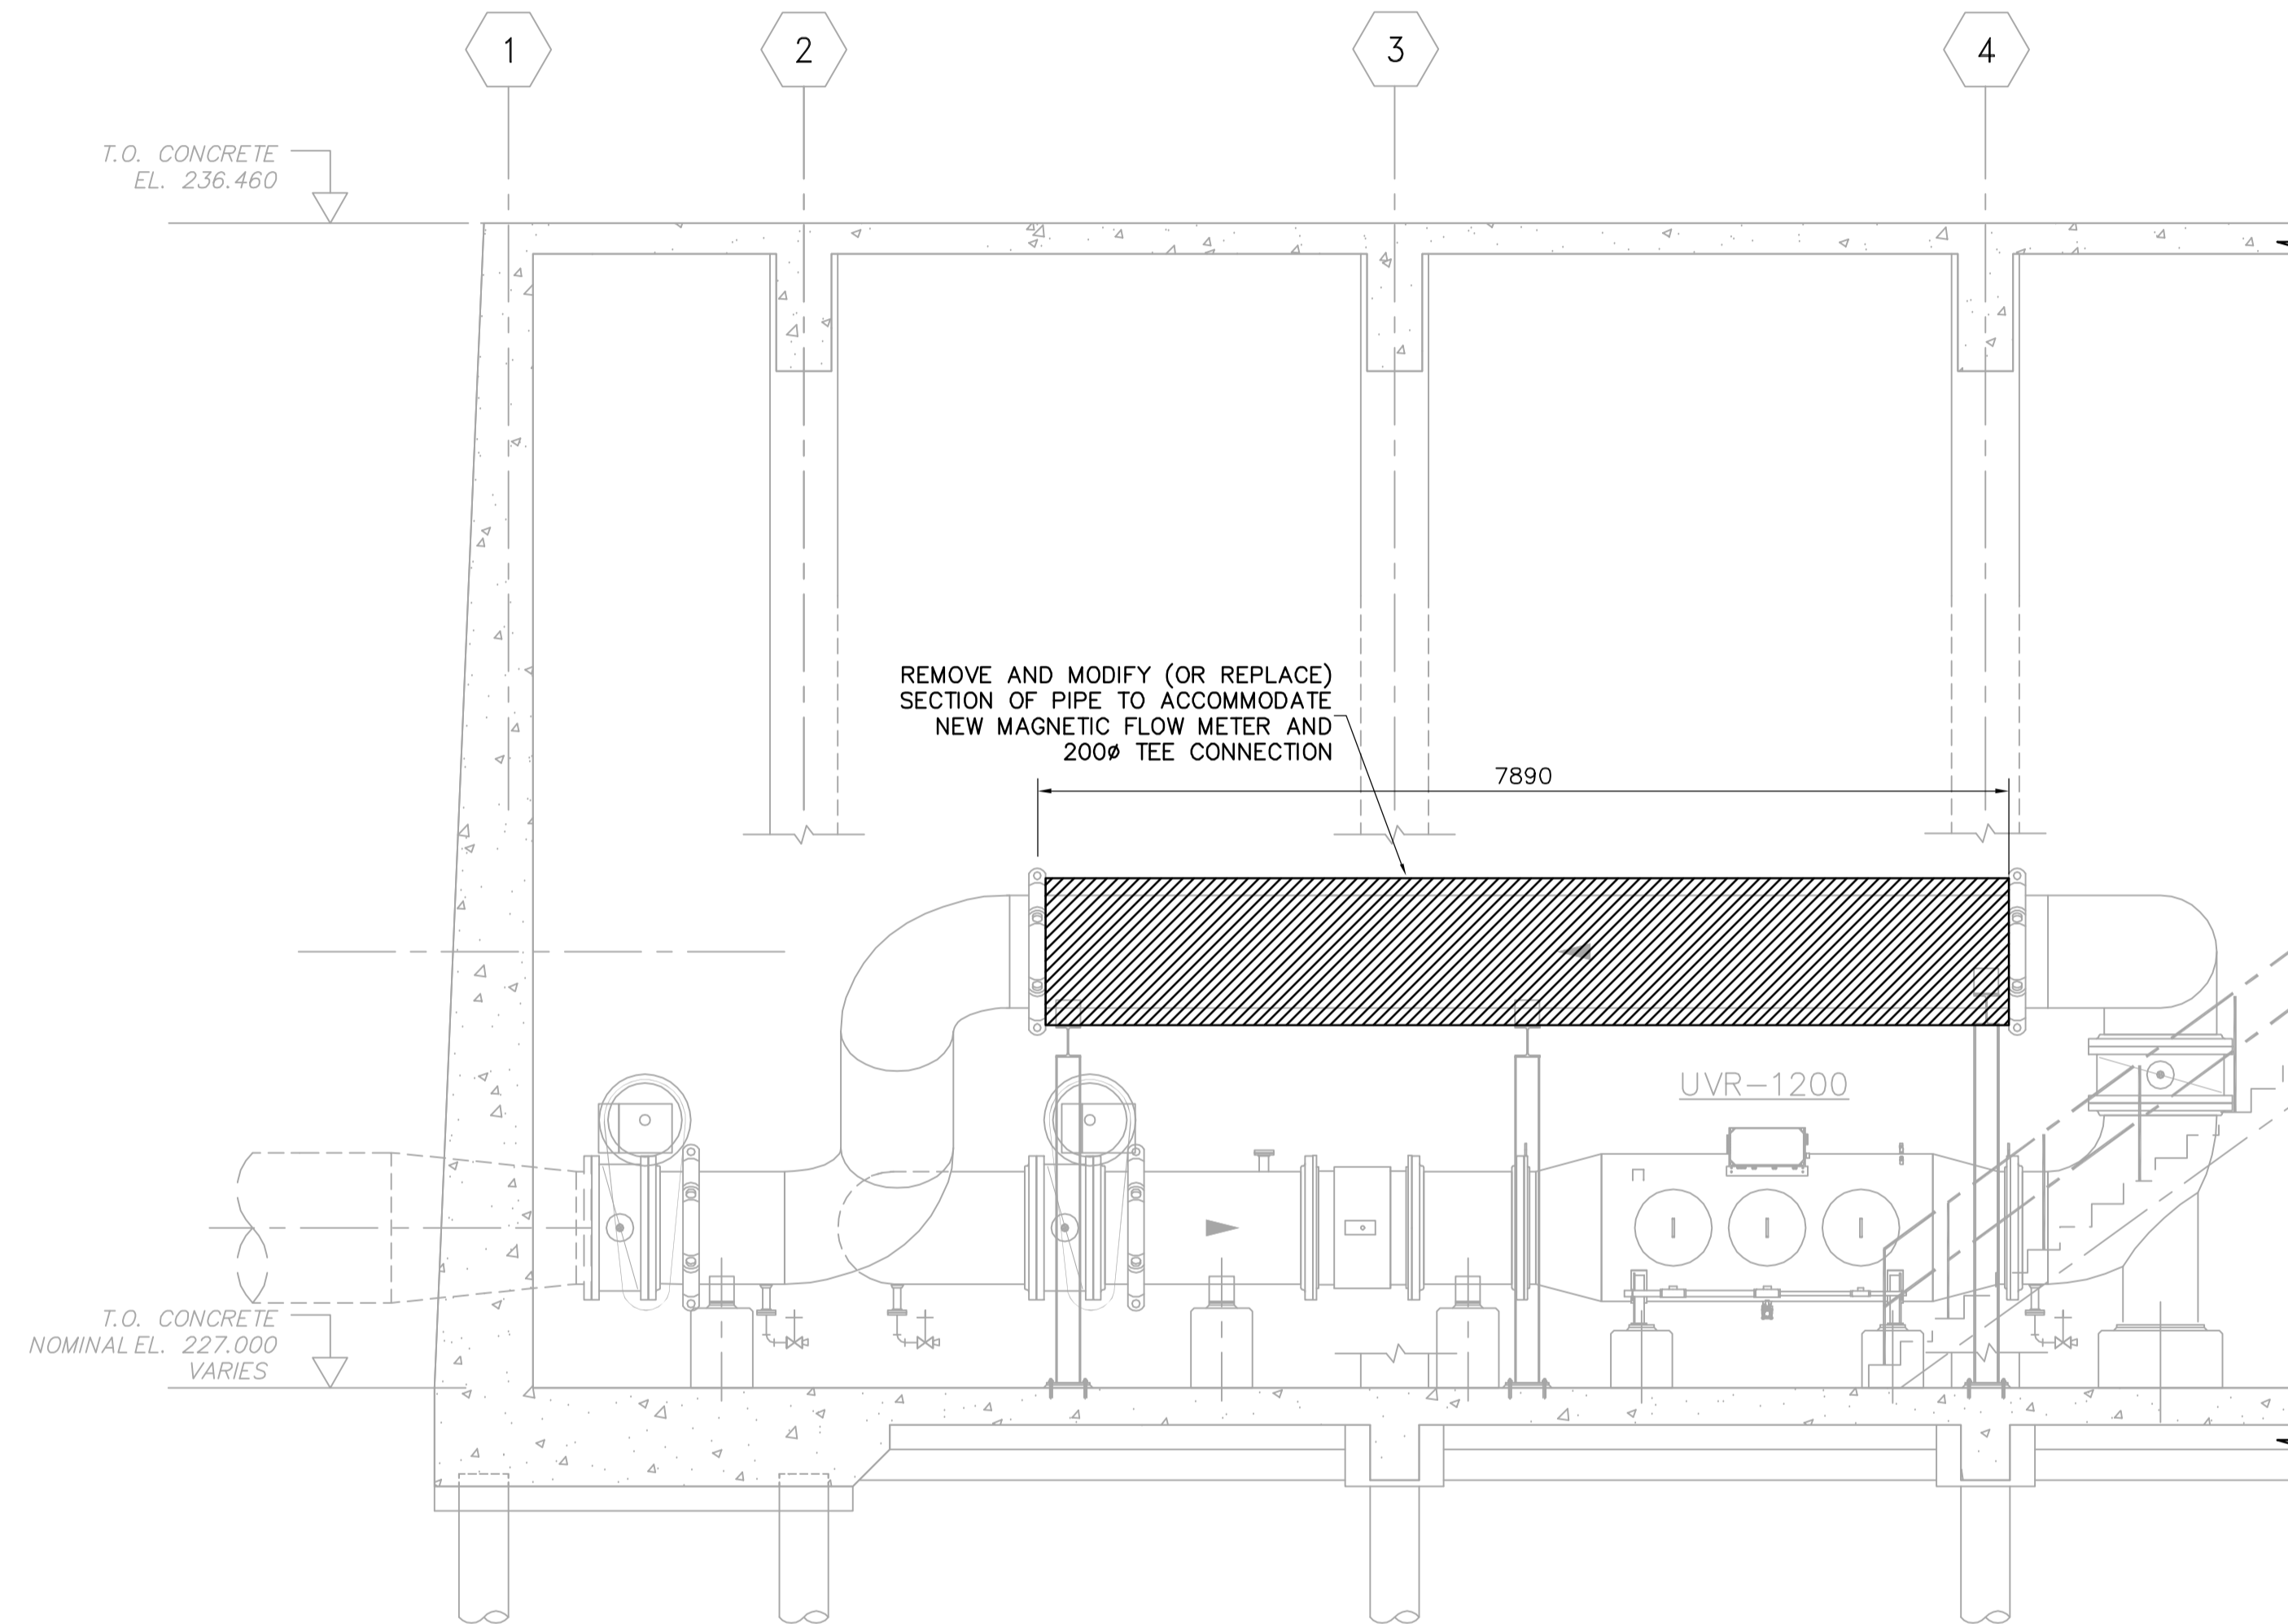 1
2
3
4
T.O. CONCRETE
EL. 236.460
REMOVE AND MODIFY (OR REPLACE)
SECTION OF PIPE TO ACCOMMODATE
NEW MAGNETIC FLOW METER AND
200ø TEE CONNECTION
7890
UVR-1200
T.O. CONCRETE
NOMINAL EL. 227.000
VARIES